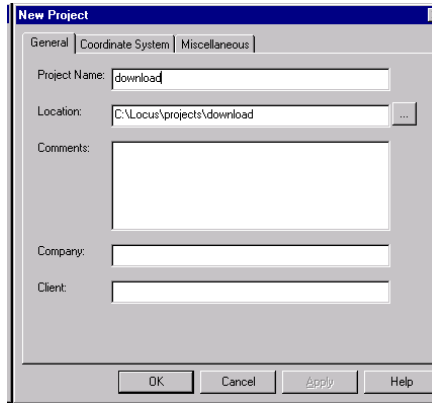 New Project
General Coordinate System Miscellaneous
Project Name: download
Location: C:\Locus\projects\download ...
Comments:
Company:
Client:
OK Cancel Apply Help